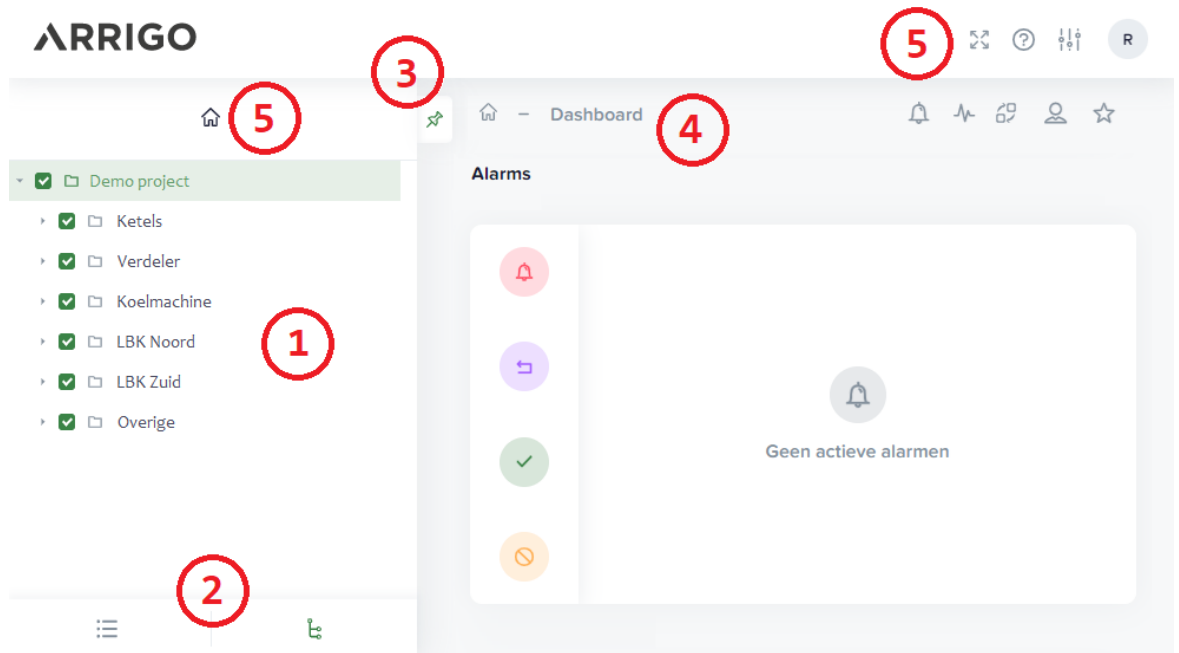 ARRIGO
5
R
3
5
Dashboard
4
Alarms
Demo project
Ketels
Verdeler
Koelmachine
LBK Noord
LBK Zuid
Overige
1
Geen actieve alarmen
2